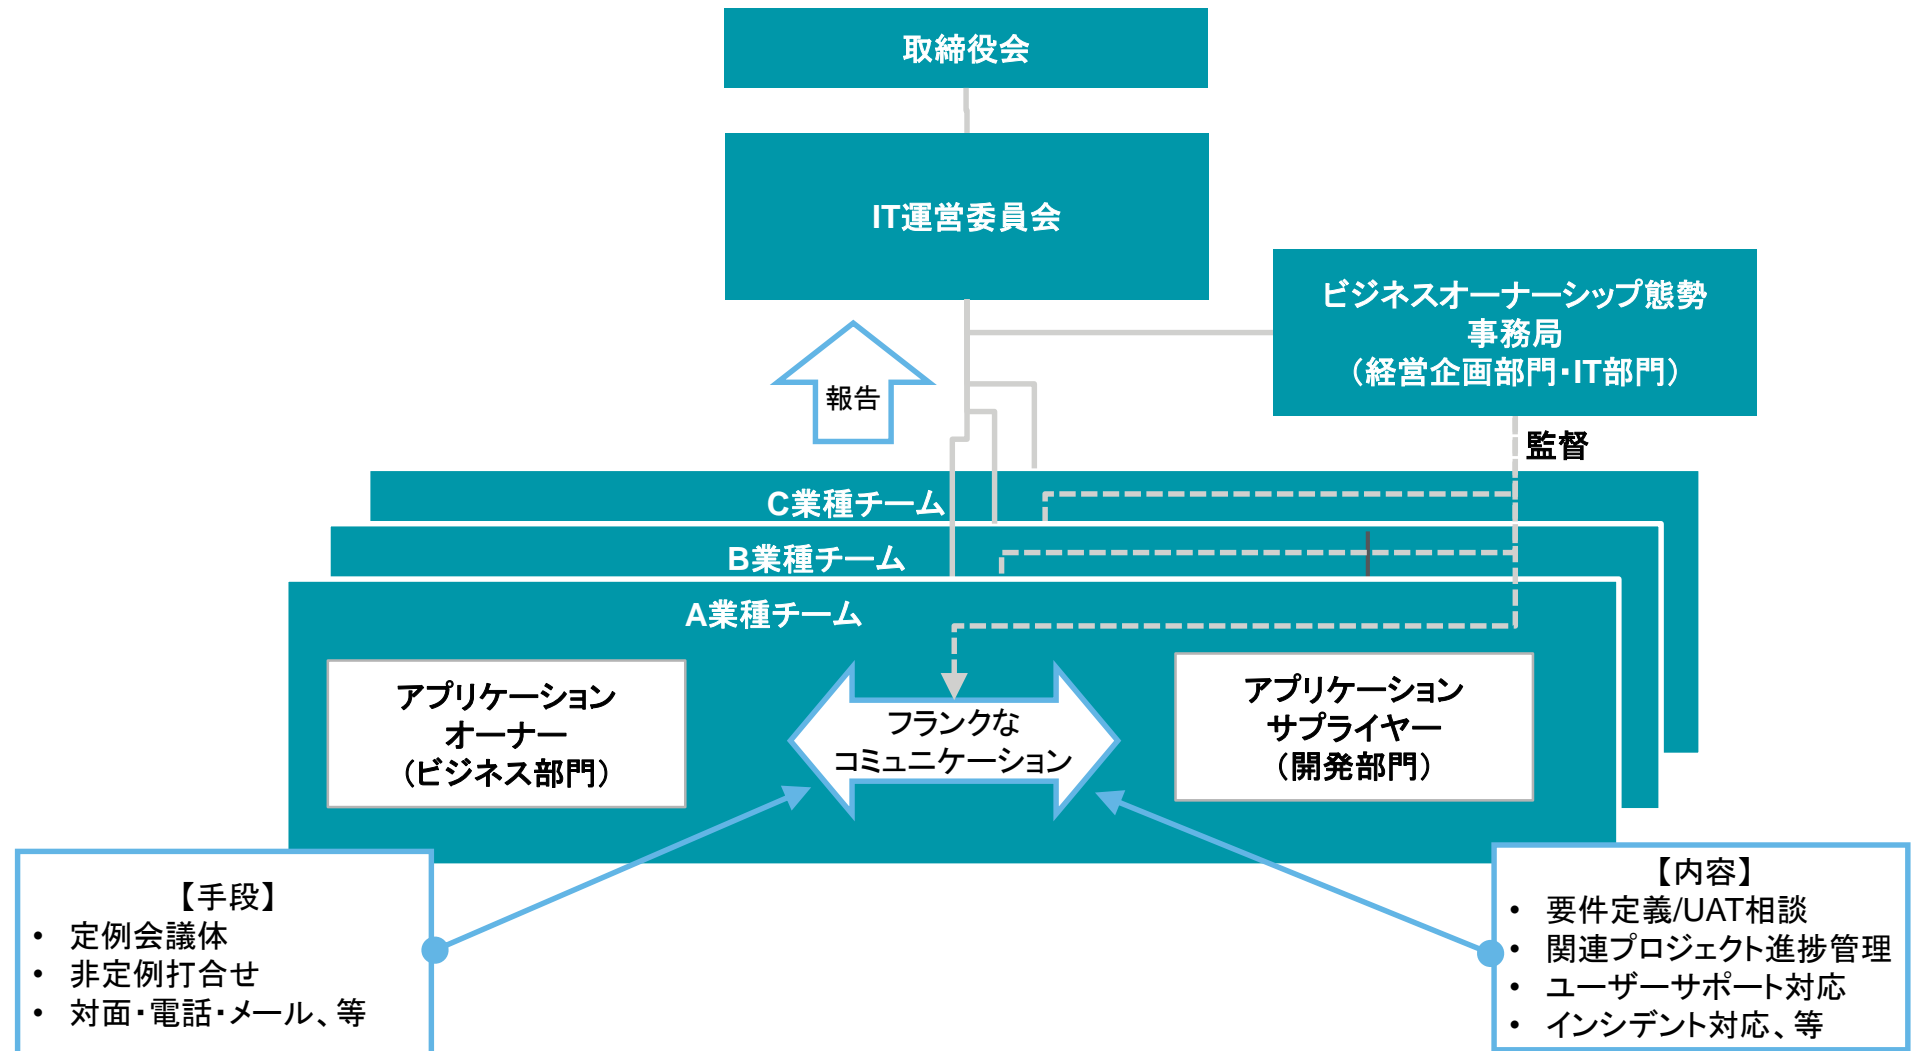 取締役会
IT運営委員会
ビジネスオーナーシップ態勢
事務局
（経営企画部門・IT部門）
報告
監督
C業種チーム
B業種チーム
A業種チーム
アプリケーション
オーナー
（ビジネス部門）
フランクな
コミュニケーション
アプリケーション
サプライヤー
（開発部門）
【手段】
• 定例会議体
• 非定例打合せ
• 対面・電話・メール、等
【内容】
• 要件定義/UAT相談
• 関連プロジェクト進捗管理
• ユーザーサポート対応
• インシデント対応、等